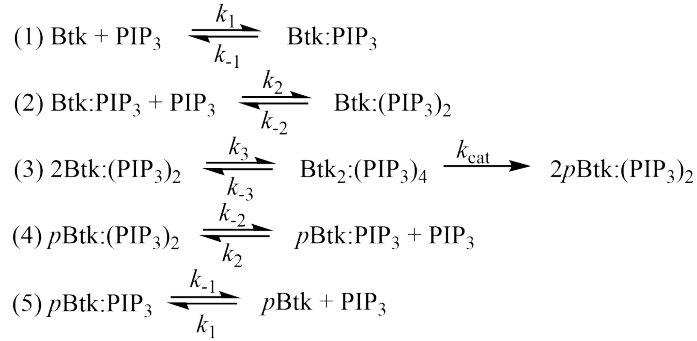 (1) Btk + PIP₃ ⇌ Btk:PIP₃ k₁ k₋₁
(2) Btk:PIP₃ + PIP₃ ⇌ Btk:(PIP₃)₂ k₂ k₋₂
(3) 2Btk:(PIP₃)₂ ⇌ Btk₂:(PIP₃)₄ → 2pBtk:(PIP₃)₂ k₃ k₋₃ k_cat
(4) pBtk:(PIP₃)₂ ⇌ pBtk:PIP₃ + PIP₃ k₋₂ k₂
(5) pBtk:PIP₃ ⇌ pBtk + PIP₃ k₋₁ k₁